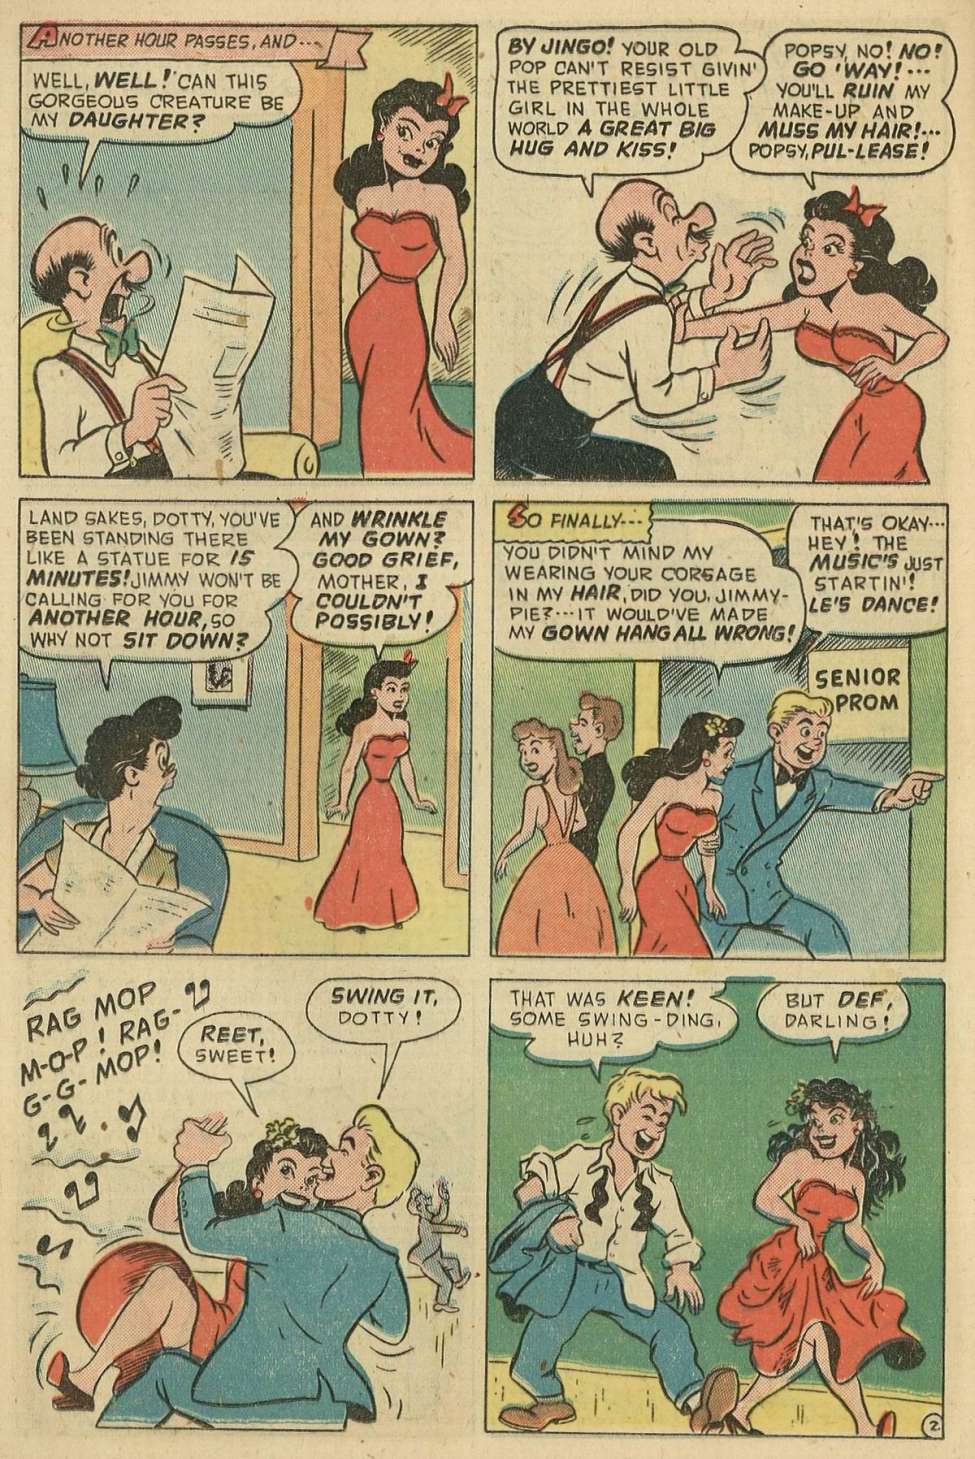 ANOTHER HOUR PASSES, AND...
WELL, WELL! CAN THIS
GORGEOUS CREATURE BE
MY DAUGHTER?
BY JINGO! YOUR OLD
POP CAN'T RESIST GIVIN'
THE PRETTIEST LITTLE
GIRL IN THE WHOLE
WORLD A GREAT BIG
HUG AND KISS!
POPSY, NO! NO!
GO 'WAY!...
YOU'LL RUIN MY
MAKE-UP AND
MUSS MY HAIR!...
POPSY, PUL-LEASE!
LAND SAKES, DOTTY, YOU'VE
BEEN STANDING THERE
LIKE A STATUE FOR 15
MINUTES! JIMMY WON'T BE
CALLING FOR YOU FOR
ANOTHER HOUR, SO
WHY NOT SIT DOWN?
AND WRINKLE
MY GOWN?
GOOD GRIEF,
MOTHER, I
COULDN'T
POSSIBLY!
SO FINALLY...
YOU DIDN'T MIND MY
WEARING YOUR CORSAGE
IN MY HAIR, DID YOU, JIMMY-
PIE?...IT WOULD'VE MADE
MY GOWN HANG ALL WRONG!
THAT'S OKAY...
HEY! THE
MUSIC'S JUST
STARTIN'!
LE'S DANCE!
SENIOR
PROM
RAG MOP
M-O-P! RAG-
G-G-MOP!
REET,
SWEET!
SWING IT,
DOTTY!
THAT WAS KEEN!
SOME SWING-DING,
HUH?
BUT DEF,
DARLING!
2